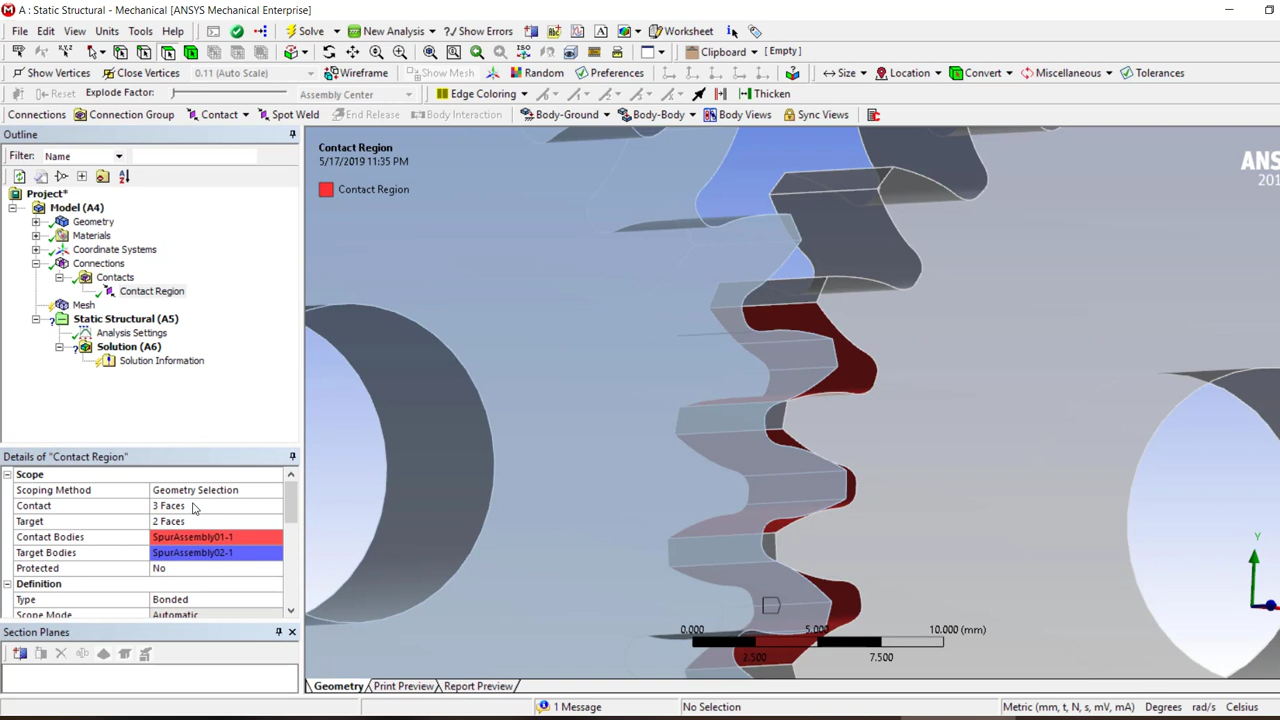 A : Static Structural - Mechanical [ANSYS Mechanical Enterprise]
File Edit View Units Tools Help Solve New Analysis Show Errors Worksheet
Clipboard [ Empty]
Show Vertices Close Vertices 0.11 (Auto Scale) Wireframe Show Mesh Random Preferences Size Location Convert Miscellaneous Tolerances
Reset Explode Factor: Assembly Center Edge Coloring Thicken
Connections Connection Group Contact Spot Weld End Release Body Interaction Body-Ground Body-Body Body Views Sync Views
Outline
Filter: Name
Project*
Model (A4)
Geometry
Materials
Coordinate Systems
Connections
Contacts
Contact Region
Mesh
Static Structural (A5)
Analysis Settings
Solution (A6)
Solution Information
Details of "Contact Region"
Scope
Scoping Method Geometry Selection
Contact 3 Faces
Target 2 Faces
Contact Bodies SpurAssembly01-1
Target Bodies SpurAssembly02-1
Protected No
Definition
Type Bonded
Scope Mode Automatic
Section Planes
Contact Region
5/17/2019 11:35 PM
Contact Region
ANS
201
Y
0.000 5.000 10.000 (mm)
2.500 7.500
Geometry Print Preview Report Preview
1 Message No Selection Metric (mm, t, N, s, mV, mA) Degrees rad/s Celsius